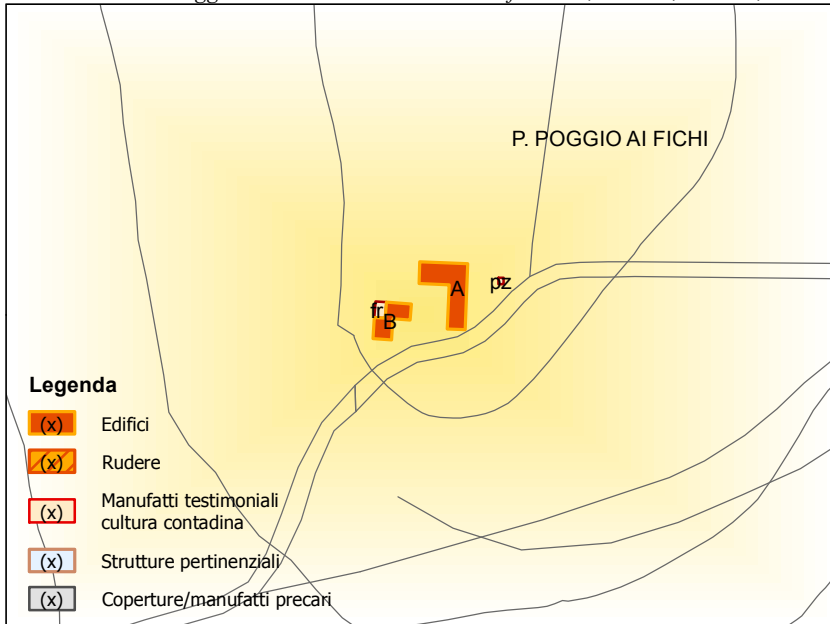 P. POGGIO AI FICHI
A
pz
fr
B
Legenda
(x) Edifici
(x) Rudere
(x) Manufatti testimoniali
cultura contadina
(x) Strutture pertinenziali
(x) Coperture/manufatti precari